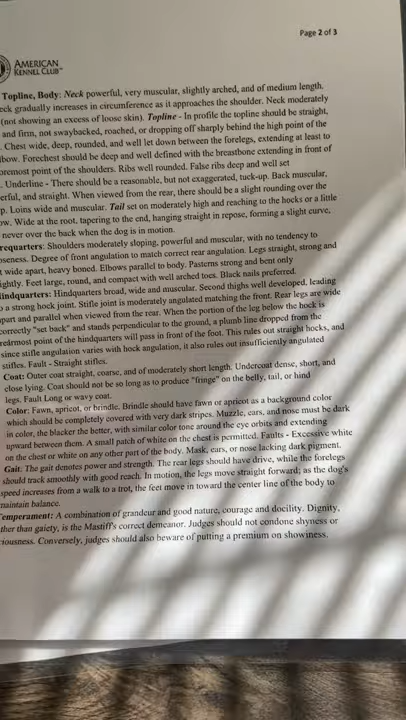 Page 2 of 3
AMERICAN
KENNEL CLUB
Topline, Body: Neck powerful, very muscular, slightly arched, and of medium length.
eck gradually increases in circumference as it approaches the shoulder. Neck moderately
(not showing an excess of loose skin). Topline - In profile the topline should be straight,
and firm, not swaybacked, roached, or dropping off sharply behind the high point of the
. Chest wide, deep, rounded, and well let down between the forelegs, extending at least to
bow. Forechest should be deep and well defined with the breastbone extending in front of
oremost point of the shoulders. Ribs well rounded. False ribs deep and well set
. Underline - There should be a reasonable, but not exaggerated, tuck-up. Back muscular,
erful, and straight. When viewed from the rear, there should be a slight rounding over the
p. Loins wide and muscular. Tail set on moderately high and reaching to the hocks or a little
ow. Wide at the root, tapering to the end, hanging straight in repose, forming a slight curve,
never over the back when the dog is in motion.
requarters: Shoulders moderately sloping, powerful and muscular, with no tendency to
oseness. Degree of front angulation to match correct rear angulation. Legs straight, strong and
t wide apart, heavy boned. Elbows parallel to body. Pasterns strong and bent only
ightly. Feet large, round, and compact with well arched toes. Black nails preferred.
indquarters: Hindquarters broad, wide and muscular. Second thighs well developed, leading
o a strong hock joint. Stifle joint is moderately angulated matching the front. Rear legs are wide
apart and parallel when viewed from the rear. When the portion of the leg below the hock is
correctly "set back" and stands perpendicular to the ground, a plumb line dropped from the
rearmost point of the hindquarters will pass in front of the foot. This rules out straight hocks, and
since stifle angulation varies with hock angulation, it also rules out insufficiently angulated
stifles. Fault - Straight stifles.
Coat: Outer coat straight, coarse, and of moderately short length. Undercoat dense, short, and
close lying. Coat should not be so long as to produce "fringe" on the belly, tail, or hind
legs. Fault Long or wavy coat.
Color: Fawn, apricot, or brindle. Brindle should have fawn or apricot as a background color
which should be completely covered with very dark stripes. Muzzle, ears, and nose must be dark
in color, the blacker the better, with similar color tone around the eye orbits and extending
upward between them. A small patch of white on the chest is permitted. Faults - Excessive white
on the chest or white on any other part of the body. Mask, ears, or nose lacking dark pigment.
Gait: The gait denotes power and strength. The rear legs should have drive, while the forelegs
should track smoothly with good reach. In motion, the legs move straight forward; as the dog's
speed increases from a walk to a trot, the feet move in toward the center line of the body to
maintain balance.
Temperament: A combination of grandeur and good nature, courage and docility. Dignity,
ther than gaiety, is the Mastiff's correct demeanor. Judges should not condone shyness or
ciousness. Conversely, judges should also beware of putting a premium on showiness.